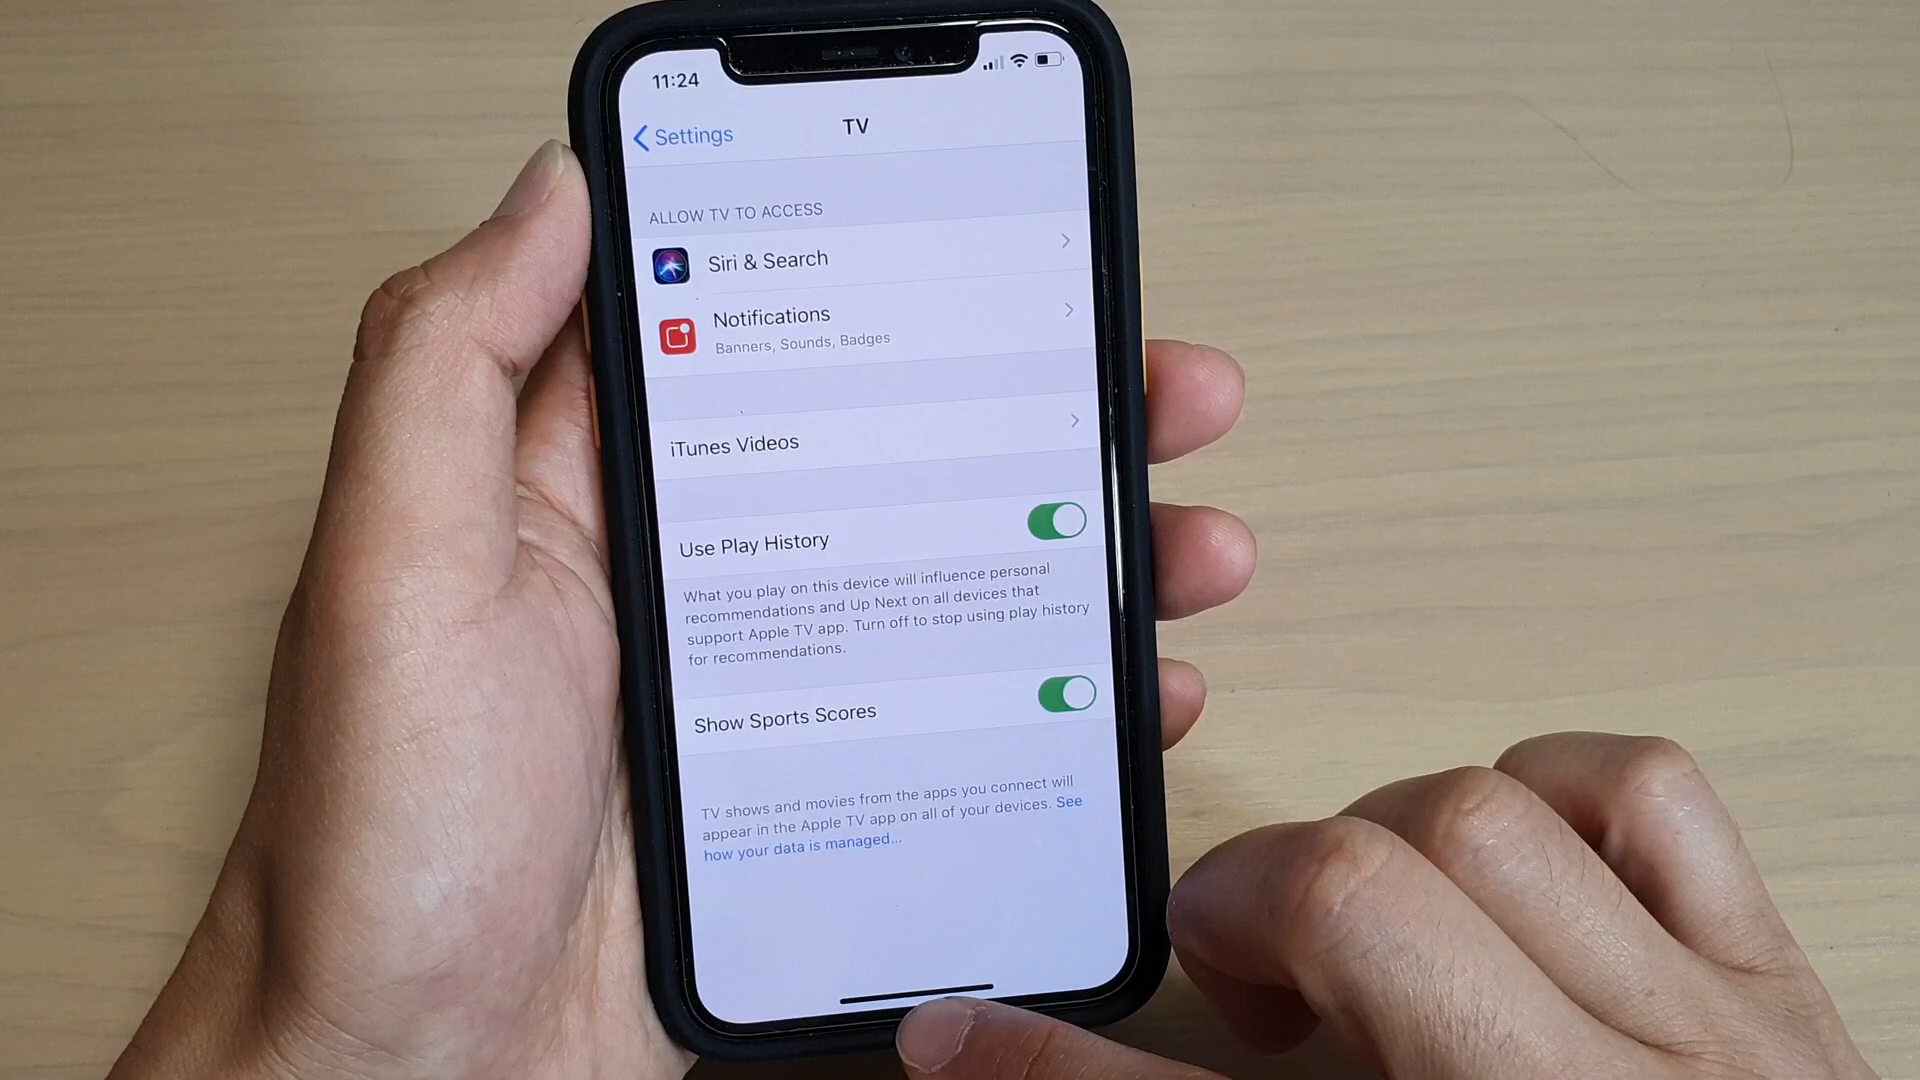 11:24
Settings
TV
ALLOW TV TO ACCESS
Siri & Search
Notifications
Banners, Sounds, Badges
iTunes Videos
Use Play History
What you play on this device will influence personal
recommendations and Up Next on all devices that
support Apple TV app. Turn off to stop using play history
for recommendations.
Show Sports Scores
TV shows and movies from the apps you connect will
appear in the Apple TV app on all of your devices. See
how your data is managed...